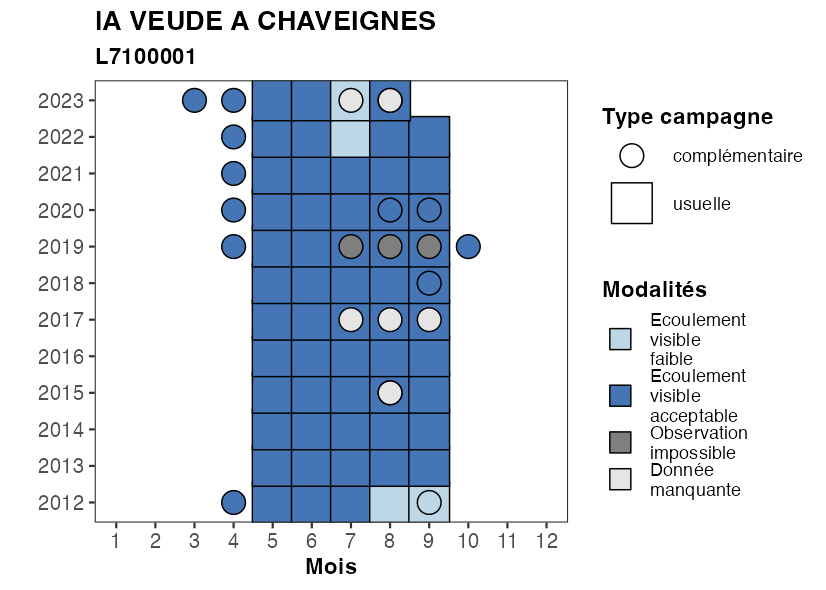 IA VEUDE A CHAVEIGNES
L7100001
2023
2022
2021
2020
2019
2018
2017
2016
2015
2014
2013
2012
1 2 3 4 5 6 7 8 9 10 11 12
Mois
Type campagne
complémentaire
usuelle
Modalités
Ecoulement
visible
faible
Ecoulement
visible
acceptable
Observation
impossible
Donnée
manquante